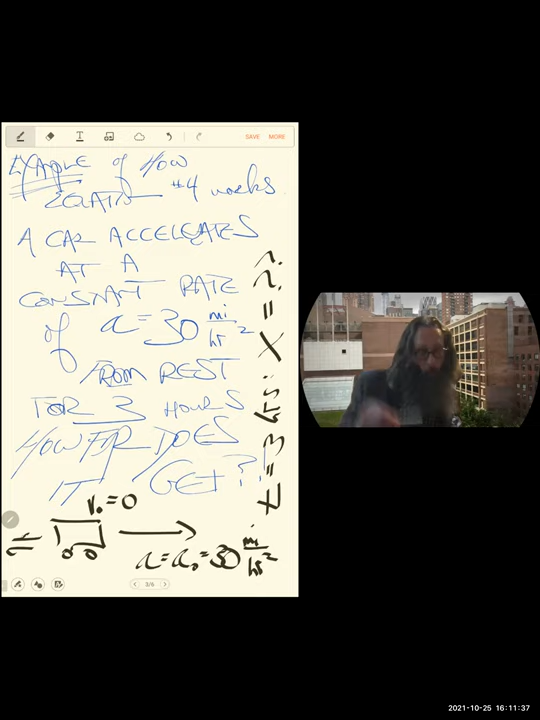 SAVE MORE
EXAMPLE of HOW
EQUATION #4 works
A CAR ACCELERATES
AT A
CONSTANT RATE
of a = 30 mi/hr²
FROM REST
FOR 3 HOURS
HOW FAR DOES
IT GET?
v₀ = 0
a = a₀ = 30 mi/hr²
t = 3 hrs: X = ??
3/6
2021-10-25 16:11:37